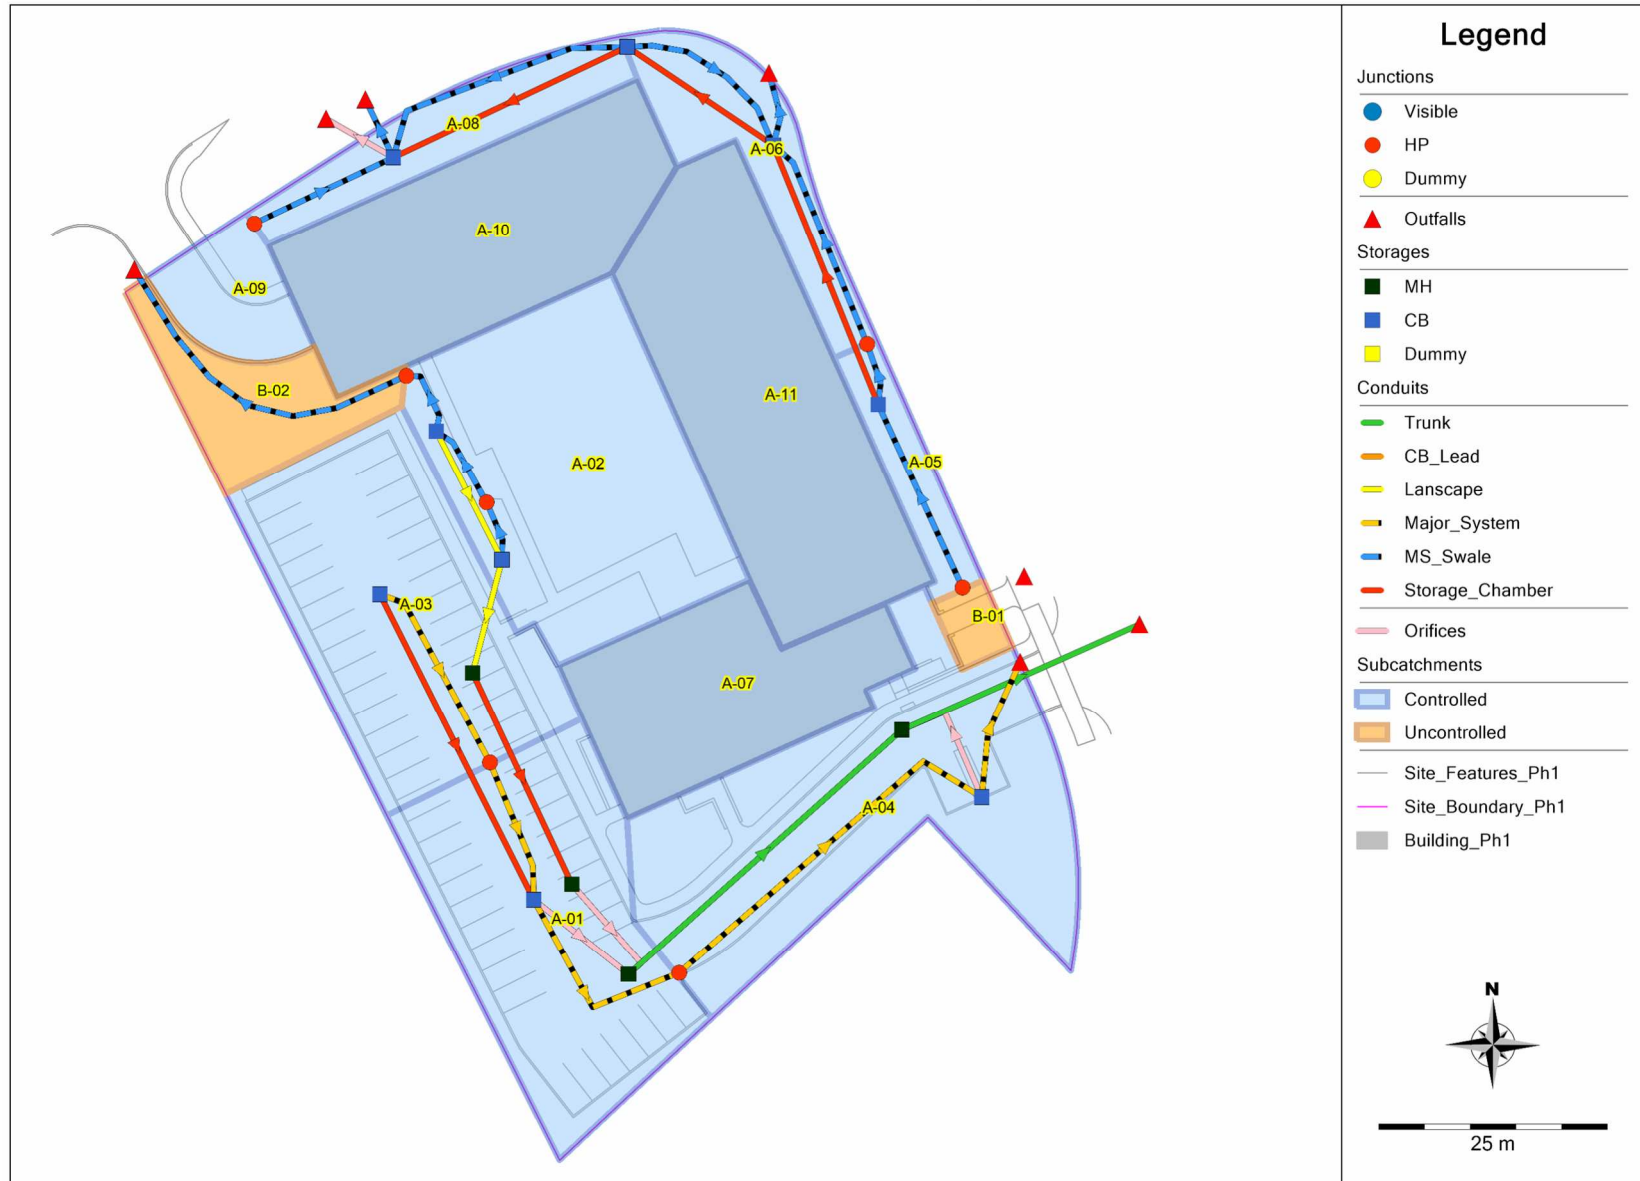 A-08
A-06
A-10
A-09
B-02
A-11
A-02
A-05
A-03
B-01
A-07
A-04
A-01
Legend
Junctions
Visible
HP
Dummy
Outfalls
Storages
MH
CB
Dummy
Conduits
Trunk
CB_Lead
Lanscape
Major_System
MS_Swale
Storage_Chamber
Orifices
Subcatchments
Controlled
Uncontrolled
Site_Features_Ph1
Site_Boundary_Ph1
Building_Ph1
N
25 m